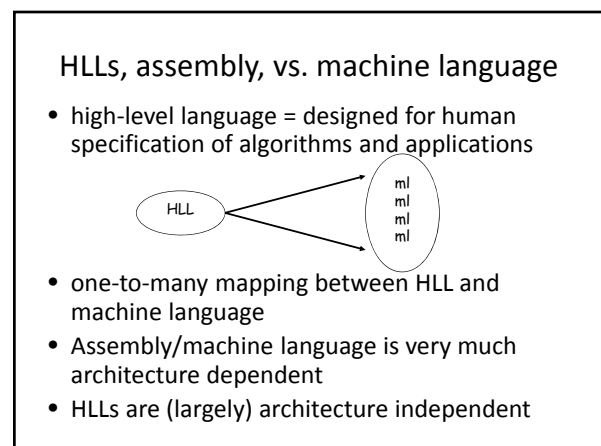 HLLs, assembly, vs. machine language
• high-level language = designed for human
specification of algorithms and applications
HLL
ml
ml
ml
ml
• one-to-many mapping between HLL and
machine language
• Assembly/machine language is very much
architecture dependent
• HLLs are (largely) architecture independent